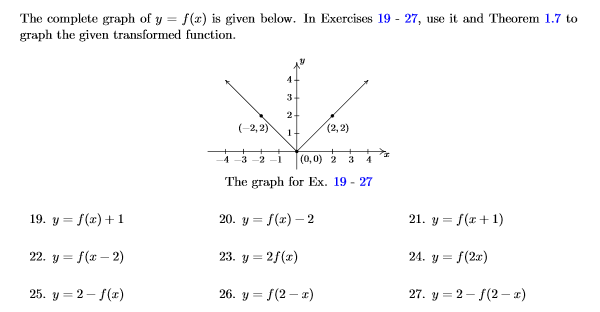 The complete graph of y = f(x) is given below. In Exercises 19 - 27, use it and Theorem 1.7 to
graph the given transformed function.
y
4
3
2
(−2, 2)
(2, 2)
1
−4 −3 −2 −1 (0, 0) 2 3 4 x
The graph for Ex. 19 - 27
19. y = f(x) + 1 20. y = f(x) − 2 21. y = f(x + 1)
22. y = f(x − 2) 23. y = 2f(x) 24. y = f(2x)
25. y = 2 − f(x) 26. y = f(2 − x) 27. y = 2 − f(2 − x)